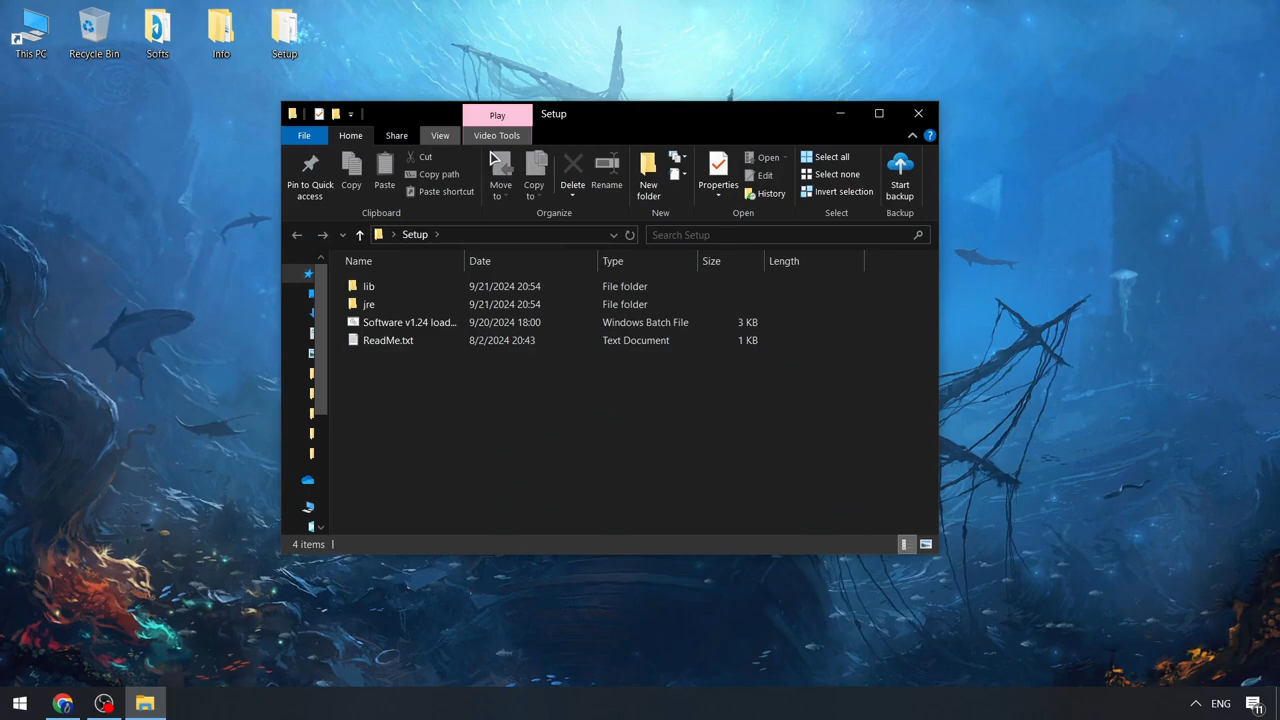 This PC
Recycle Bin
Softs
Info
Setup
Play
Setup
File
Home
Share
View
Video Tools
Pin to Quick access
Copy
Paste
Cut
Copy path
Paste shortcut
Clipboard
Move to
Copy to
Delete
Rename
Organize
New folder
New
Properties
Open
Edit
History
Open
Select all
Select none
Invert selection
Select
Start backup
Backup
Setup
Search Setup
Name Date Type Size Length
lib 9/21/2024 20:54 File folder
jre 9/21/2024 20:54 File folder
Software v1.24 load... 9/20/2024 18:00 Windows Batch File 3 KB
ReadMe.txt 8/2/2024 20:43 Text Document 1 KB
4 items
ENG
11